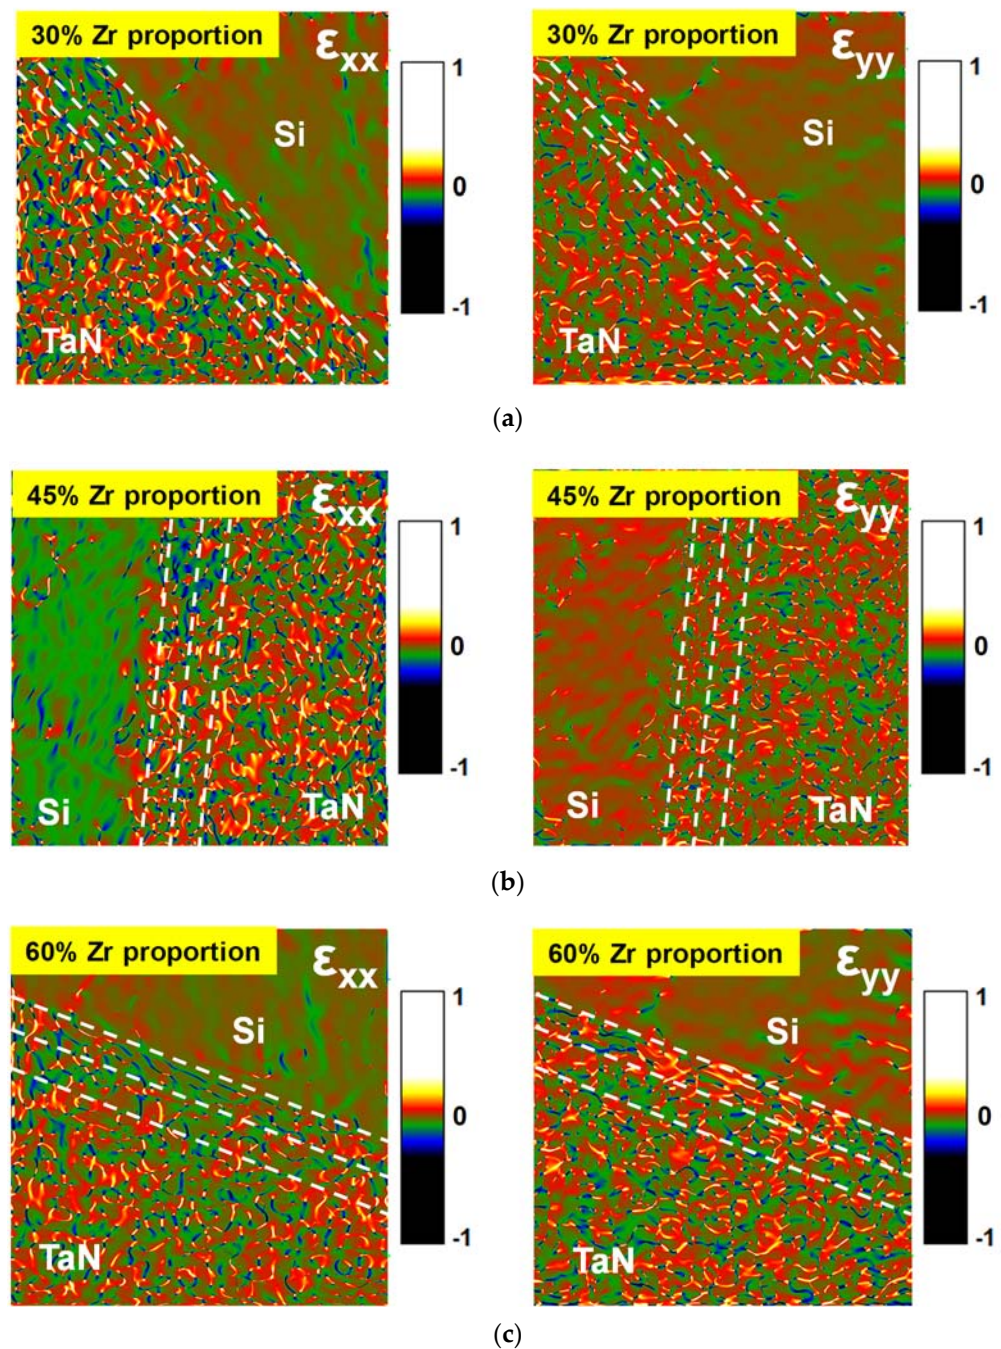 30% Zr proportion
εxx
Si
TaN
1
0
-1
30% Zr proportion
εyy
Si
TaN
1
0
-1
(a)
45% Zr proportion
εxx
Si
TaN
1
0
-1
45% Zr proportion
εyy
Si
TaN
1
0
-1
(b)
60% Zr proportion
εxx
Si
TaN
1
0
-1
60% Zr proportion
εyy
Si
TaN
1
0
-1
(c)